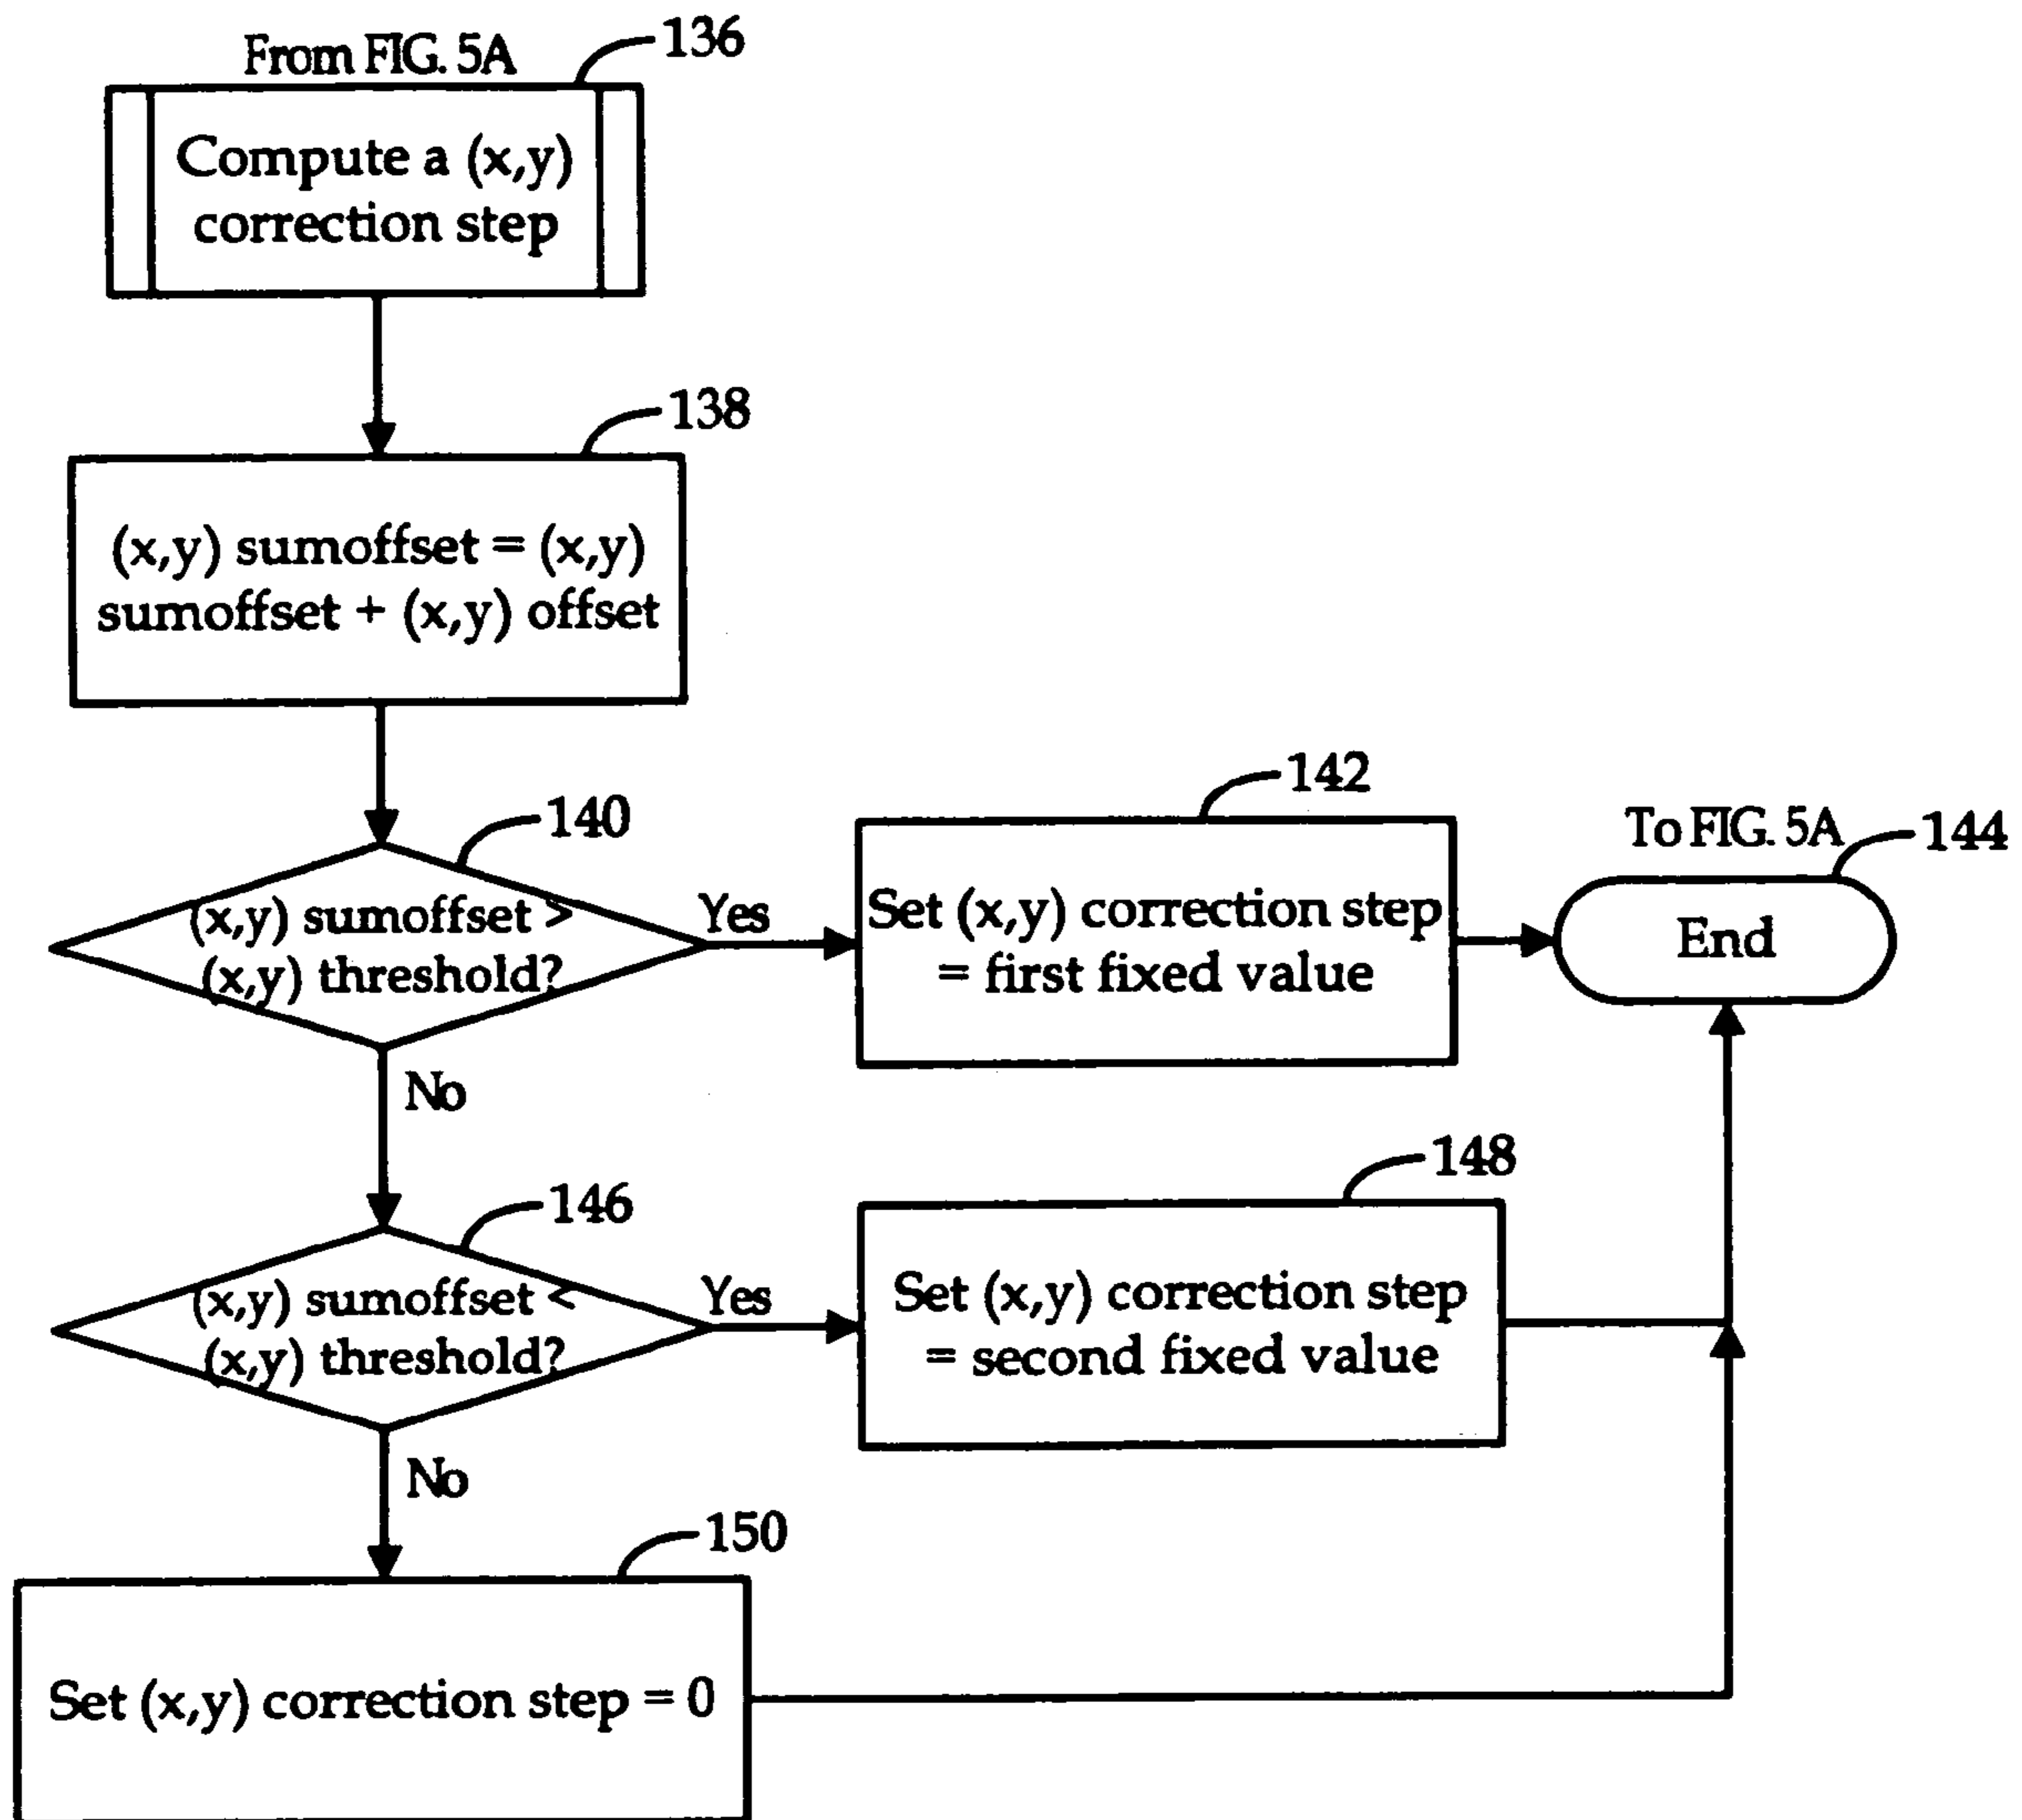 From FIG. 5A
136
Compute a (x,y)
correction step
138
(x,y) sumoffset = (x,y)
sumoffset + (x,y) offset
140
(x,y) sumoffset >
(x,y) threshold?
Yes
142
Set (x,y) correction step
= first fixed value
To FIG. 5A
144
End
No
146
(x,y) sumoffset <
(x,y) threshold?
Yes
148
Set (x,y) correction step
= second fixed value
No
150
Set (x,y) correction step = 0